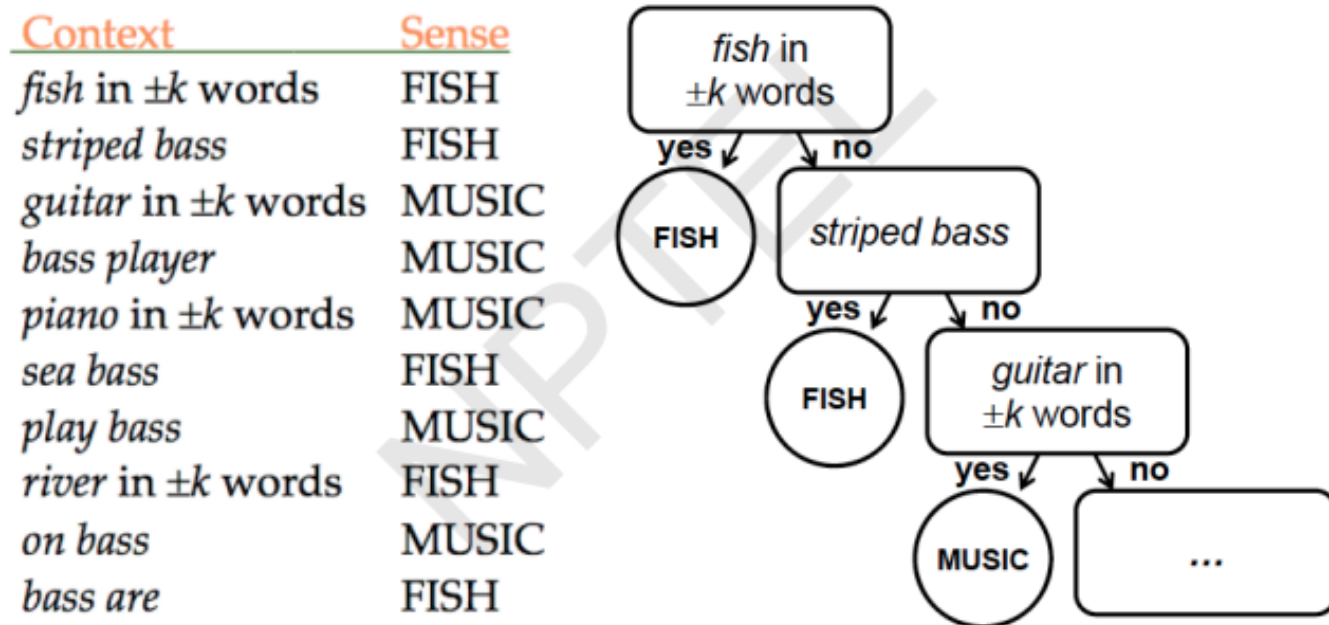 Context Sense
fish in ±k words FISH
striped bass FISH
guitar in ±k words MUSIC
bass player MUSIC
piano in ±k words MUSIC
sea bass FISH
play bass MUSIC
river in ±k words FISH
on bass MUSIC
bass are FISH
fish in
±k words
yes no
FISH
striped bass
yes no
FISH
guitar in
±k words
yes no
MUSIC
...
NPTEL